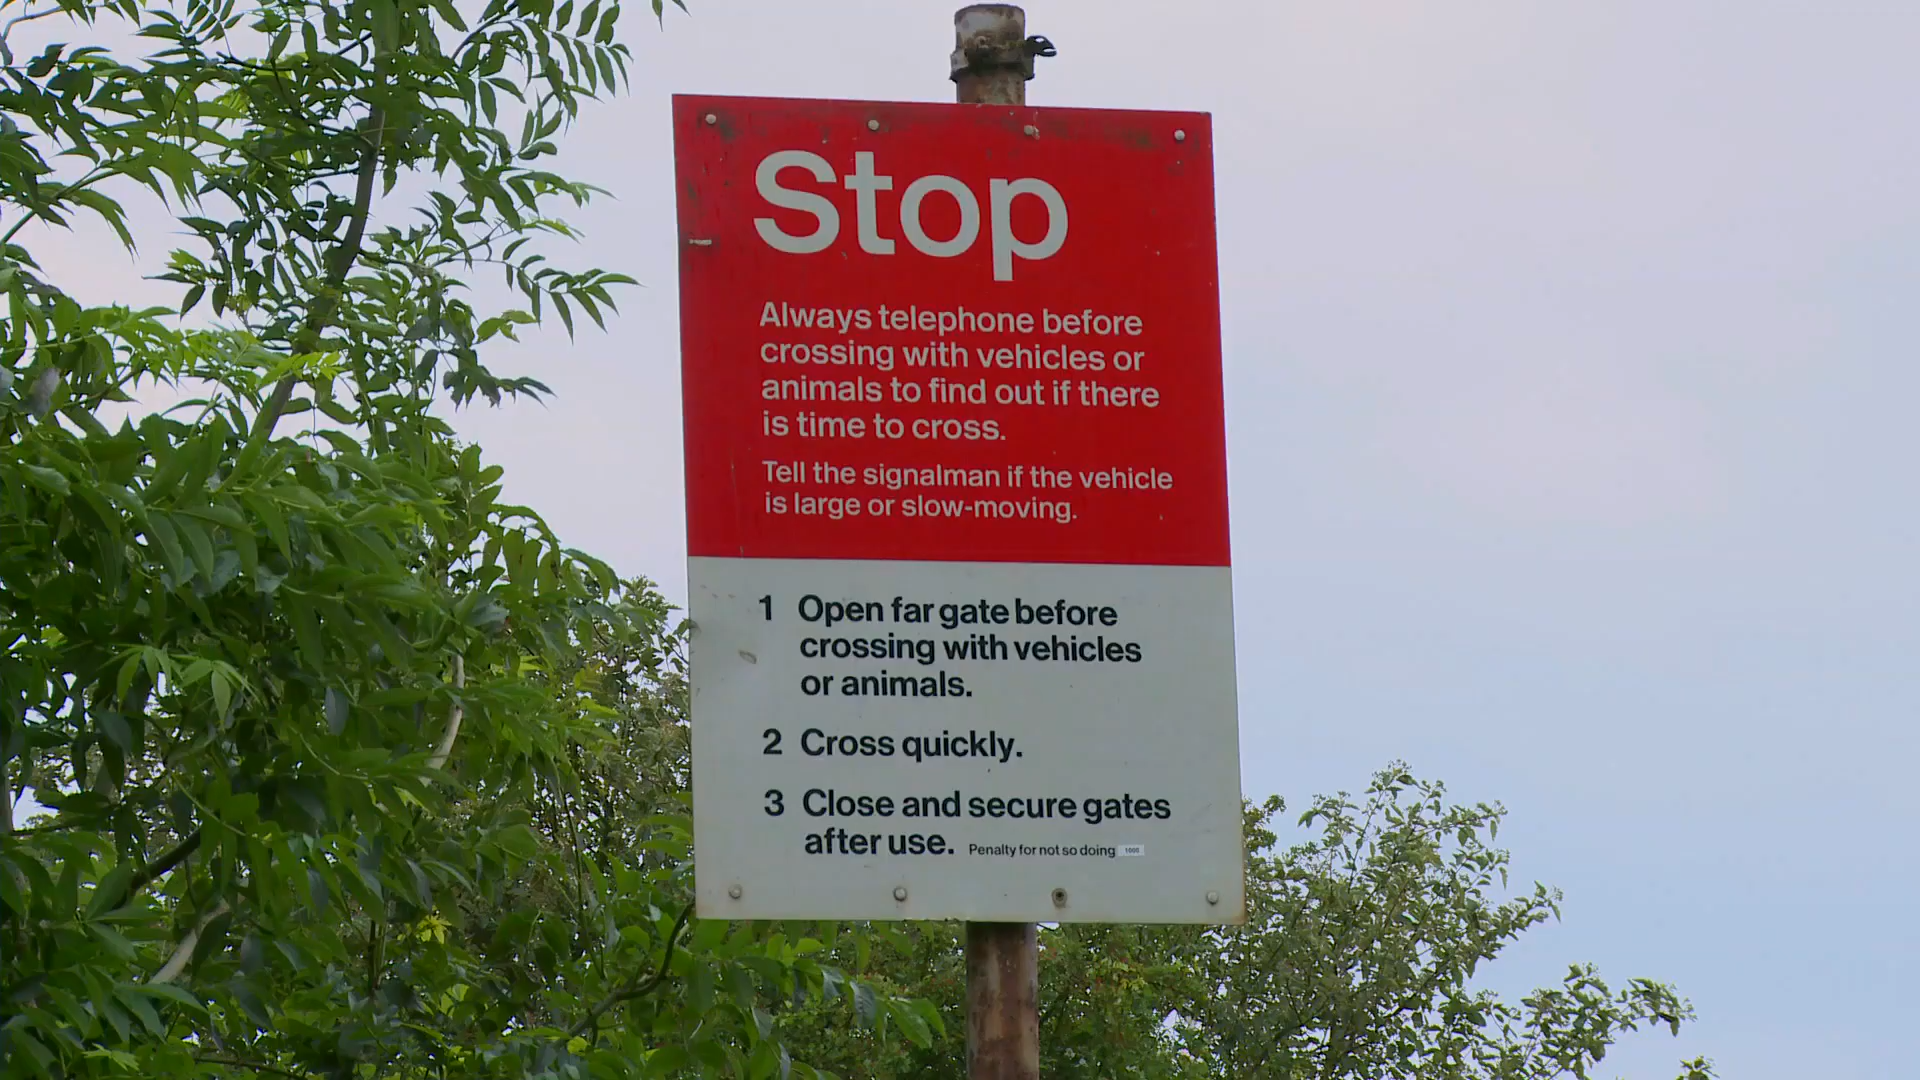 Stop
Always telephone before
crossing with vehicles or
animals to find out if there
is time to cross.
Tell the signalman if the vehicle
is large or slow-moving.
1 Open far gate before
crossing with vehicles
or animals.
2 Cross quickly.
3 Close and secure gates
after use. Penalty for not so doing